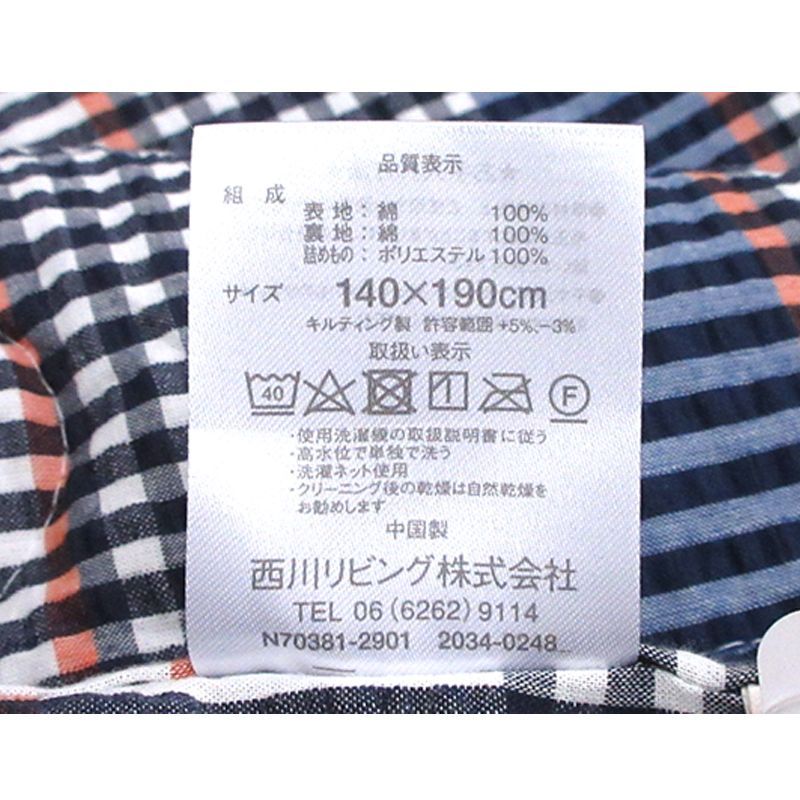 品質表示
組 成
表 地：綿 100%
裏 地：綿 100%
詰めもの：ポリエステル 100%
サイズ 140×190cm
キルティング製 許容範囲 +5%、−3%
取扱い表示
40 F
・使用洗濯機の取扱説明書に従う
・高水位で単独で洗う
・洗濯ネット使用
・クリーニング後の乾燥は自然乾燥を
お勧めします
中国製
西川リビング株式会社
TEL 06(6262)9114
N70381-2901 2034-0248